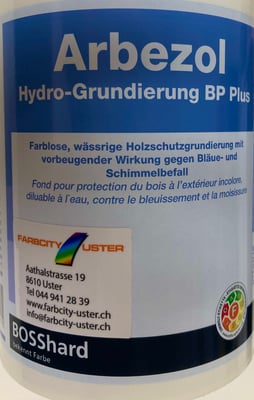 Arbezol
Hydro-Grundierung BP Plus
Farblose, wässrige Holzschutzgrundierung mit
vorbeugender Wirkung gegen Bläue- und
Schimmelbefall
Fond pour protection du bois à l'extérieur incolore,
diluable à l'eau, contre le bleuissement et la moisissure
FARBCITY USTER
Aathalstrasse 19
8610 Uster
Tel 044 941 28 39
www.farbcity-uster.ch
info@farbcity-uster.ch
BOSShard
bekennt Farbe